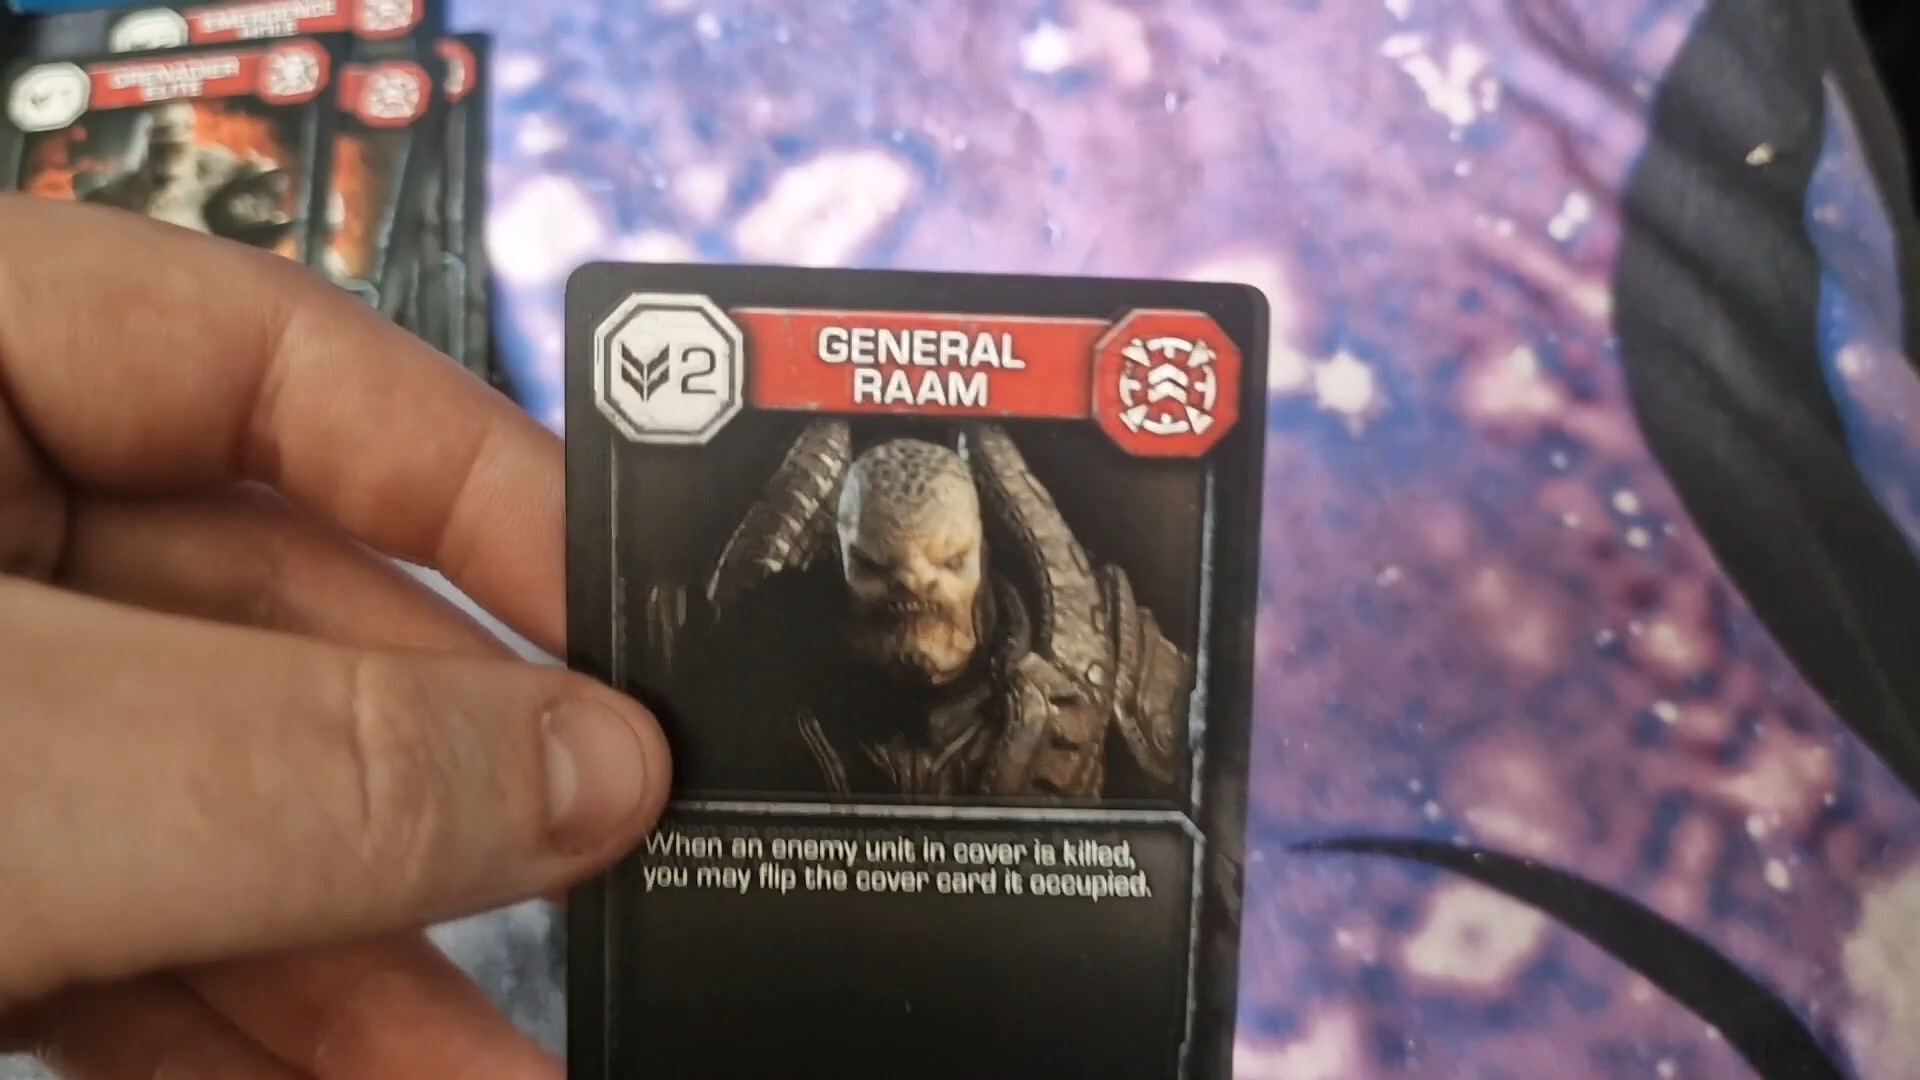 GRENADIER
ELITE
2
GENERAL
RAAM
When an enemy unit in cover is killed,
you may flip the cover card it occupied.